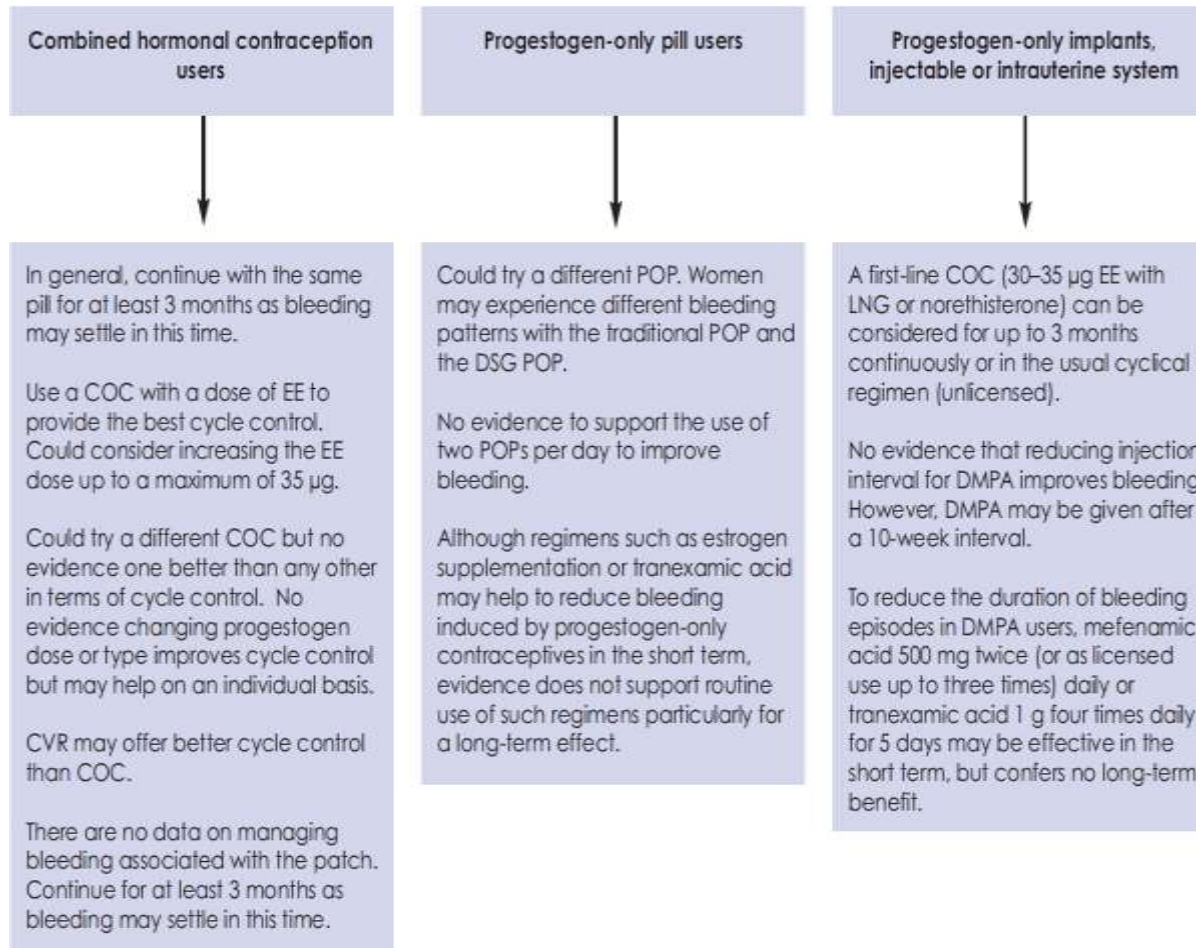 Combined hormonal contraception
users
In general, continue with the same
pill for at least 3 months as bleeding
may settle in this time.
Use a COC with a dose of EE to
provide the best cycle control.
Could consider increasing the EE
dose up to a maximum of 35 µg.
Could try a different COC but no
evidence one better than any other
in terms of cycle control. No
evidence changing progestogen
dose or type improves cycle control
but may help on an individual basis.
CVR may offer better cycle control
than COC.
There are no data on managing
bleeding associated with the patch.
Continue for at least 3 months as
bleeding may settle in this time.
Progestogen-only pill users
Could try a different POP. Women
may experience different bleeding
patterns with the traditional POP and
the DSG POP.
No evidence to support the use of
two POPs per day to improve
bleeding.
Although regimens such as estrogen
supplementation or tranexamic acid
may help to reduce bleeding
induced by progestogen-only
contraceptives in the short term,
evidence does not support routine
use of such regimens particularly for
a long-term effect.
Progestogen-only implants,
injectable or intrauterine system
A first-line COC (30–35 µg EE with
LNG or norethisterone) can be
considered for up to 3 months
continuously or in the usual cyclical
regimen (unlicensed).
No evidence that reducing injection
interval for DMPA improves bleeding
However, DMPA may be given after
a 10-week interval.
To reduce the duration of bleeding
episodes in DMPA users, mefenamic
acid 500 mg twice (or as licensed
use up to three times) daily or
tranexamic acid 1 g four times daily
for 5 days may be effective in the
short term, but confers no long-term
benefit.